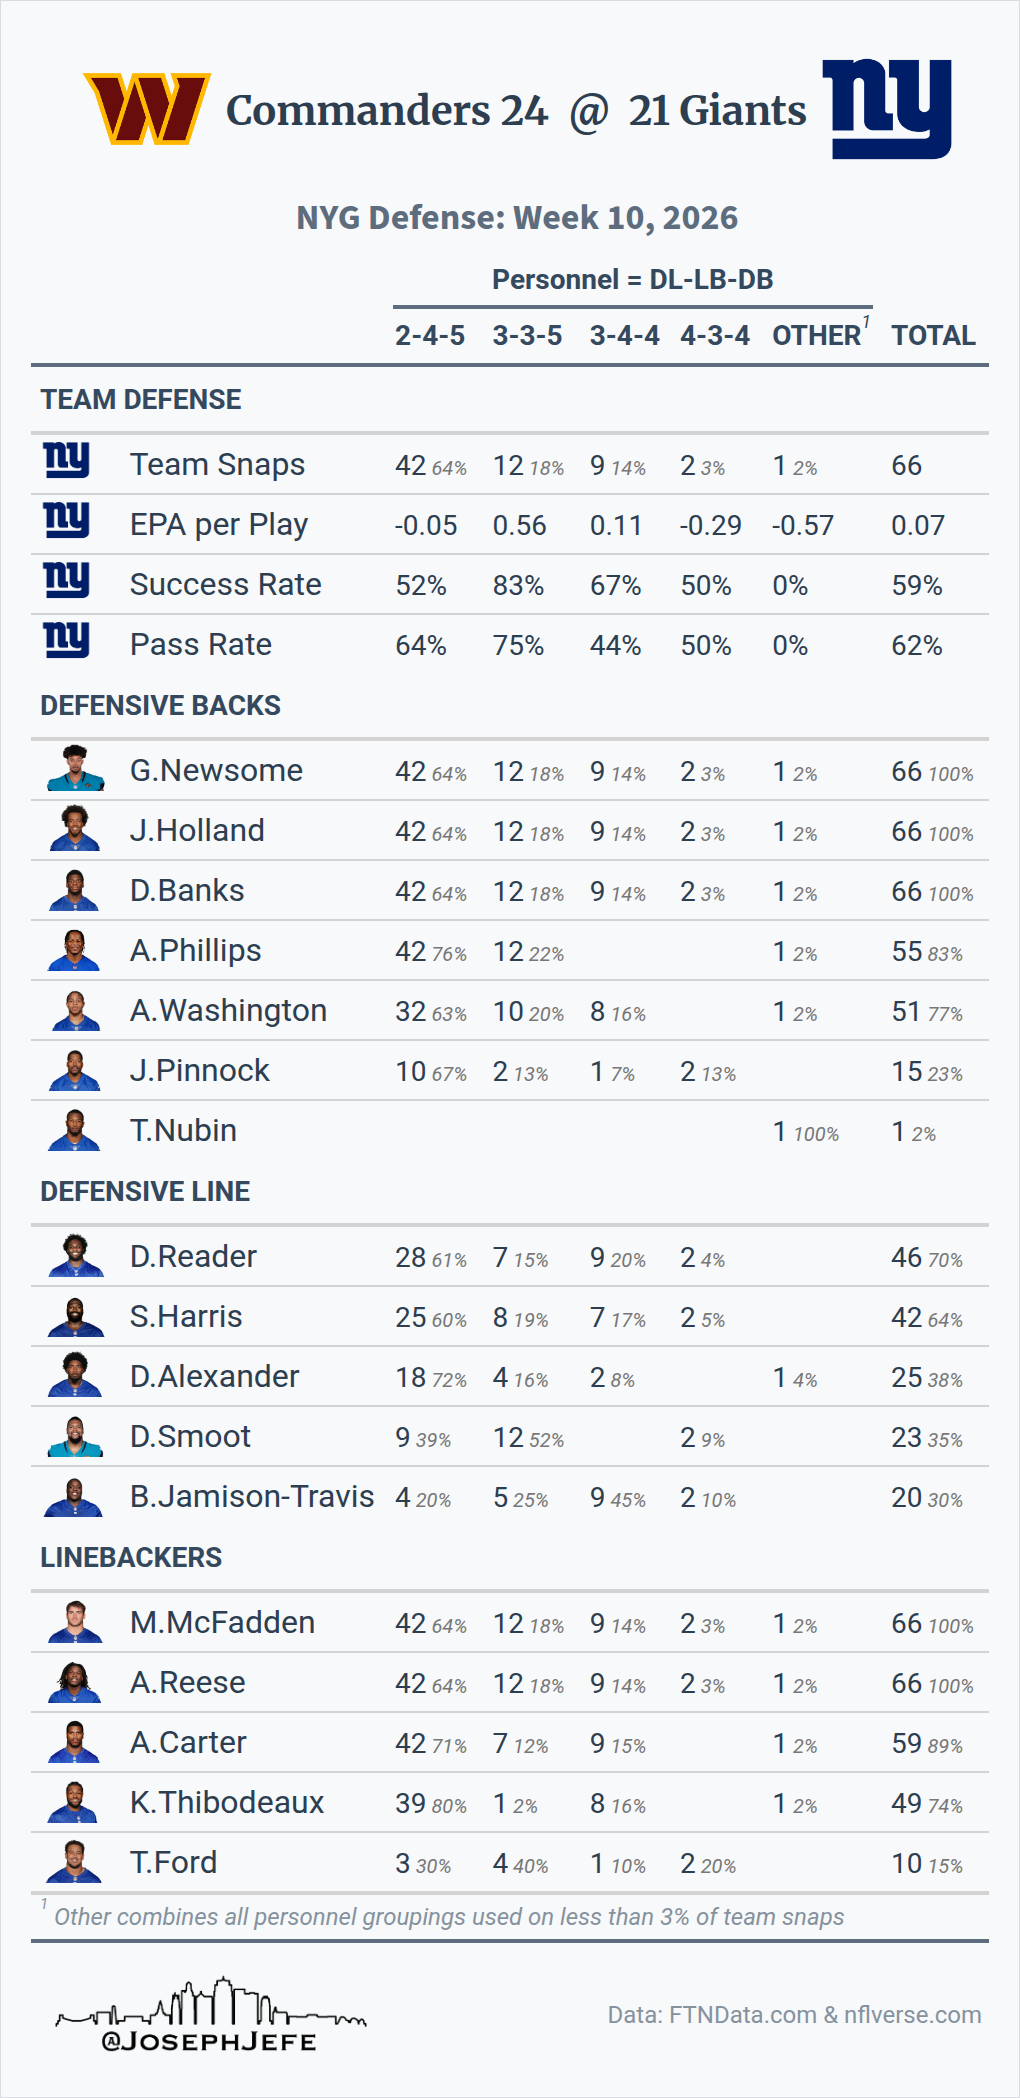 Commanders 24 @ 21 Giants
NYG Defense: Week 10, 2026
Personnel = DL-LB-DB
2-4-5 3-3-5 3-4-4 4-3-4 OTHER1 TOTAL
TEAM DEFENSE
ny Team Snaps 42 64% 12 18% 9 14% 2 3% 1 2% 66
ny EPA per Play -0.05 0.56 0.11 -0.29 -0.57 0.07
ny Success Rate 52% 83% 67% 50% 0% 59%
ny Pass Rate 64% 75% 44% 50% 0% 62%
DEFENSIVE BACKS
G.Newsome 42 64% 12 18% 9 14% 2 3% 1 2% 66 100%
J.Holland 42 64% 12 18% 9 14% 2 3% 1 2% 66 100%
D.Banks 42 64% 12 18% 9 14% 2 3% 1 2% 66 100%
A.Phillips 42 76% 12 22% 1 2% 55 83%
A.Washington 32 63% 10 20% 8 16% 1 2% 51 77%
J.Pinnock 10 67% 2 13% 1 7% 2 13% 15 23%
T.Nubin 1 100% 1 2%
DEFENSIVE LINE
D.Reader 28 61% 7 15% 9 20% 2 4% 46 70%
S.Harris 25 60% 8 19% 7 17% 2 5% 42 64%
D.Alexander 18 72% 4 16% 2 8% 1 4% 25 38%
D.Smoot 9 39% 12 52% 2 9% 23 35%
B.Jamison-Travis 4 20% 5 25% 9 45% 2 10% 20 30%
LINEBACKERS
M.McFadden 42 64% 12 18% 9 14% 2 3% 1 2% 66 100%
A.Reese 42 64% 12 18% 9 14% 2 3% 1 2% 66 100%
A.Carter 42 71% 7 12% 9 15% 1 2% 59 89%
K.Thibodeaux 39 80% 1 2% 8 16% 1 2% 49 74%
T.Ford 3 30% 4 40% 1 10% 2 20% 10 15%
1 Other combines all personnel groupings used on less than 3% of team snaps
@JOSEPHJEFE
Data: FTNData.com & nflverse.com